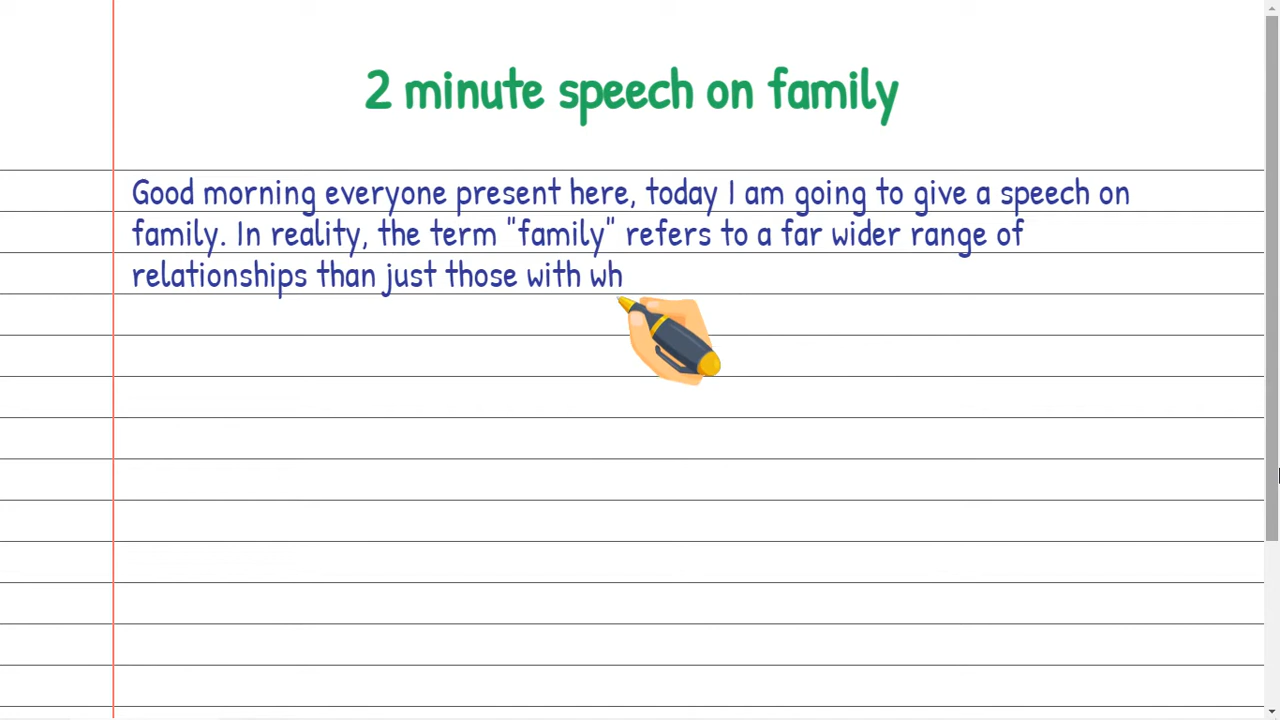 2 minute speech on family
Good morning everyone present here, today I am going to give a speech on
family. In reality, the term "family" refers to a far wider range of
relationships than just those with wh